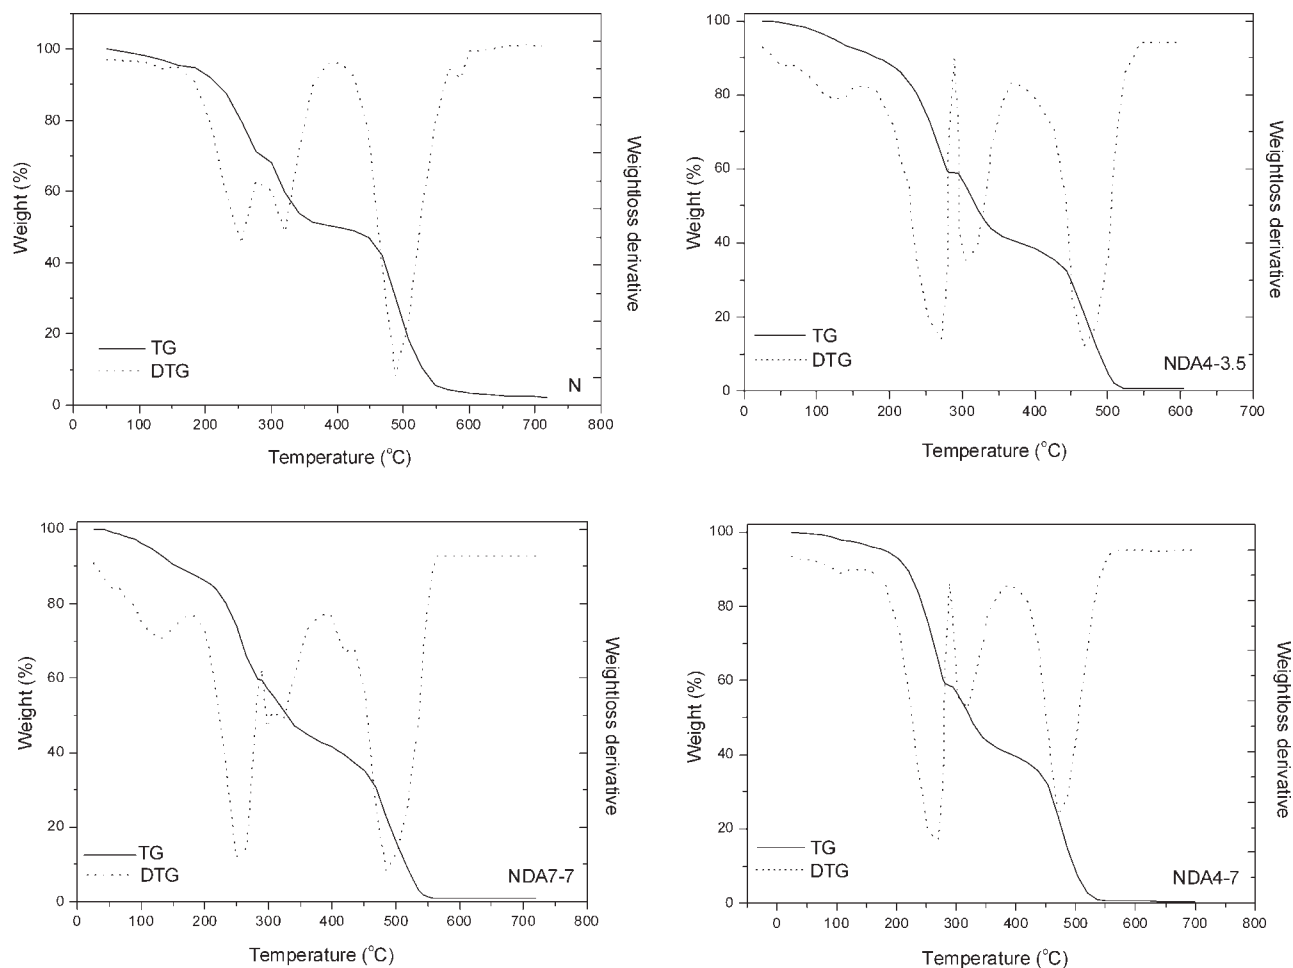 100
80
60
40
20
0
Weight (%)
Weightloss derivative
TG
DTG
N
0 100 200 300 400 500 600 700 800
Temperature (°C)
100
80
60
40
20
0
Weight (%)
Weightloss derivative
TG
DTG
NDA4-3.5
0 100 200 300 400 500 600 700
Temperature (°C)
100
80
60
40
20
0
Weight (%)
Weightloss derivative
TG
DTG
NDA7-7
0 100 200 300 400 500 600 700 800
Temperature (°C)
100
80
60
40
20
0
Weight (%)
Weightloss derivative
TG
DTG
NDA4-7
0 100 200 300 400 500 600 700 800
Temperature (°C)